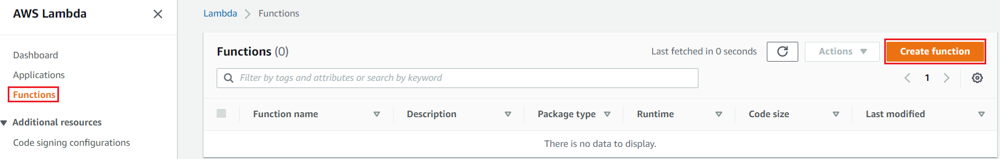 AWS Lambda
Dashboard
Applications
Functions
Additional resources
Code signing configurations
Lambda Functions
Functions (0)
Last fetched in 0 seconds
Actions
Create function
Filter by tags and attributes or search by keyword
1
Function name Description Package type Runtime Code size Last modified
There is no data to display.